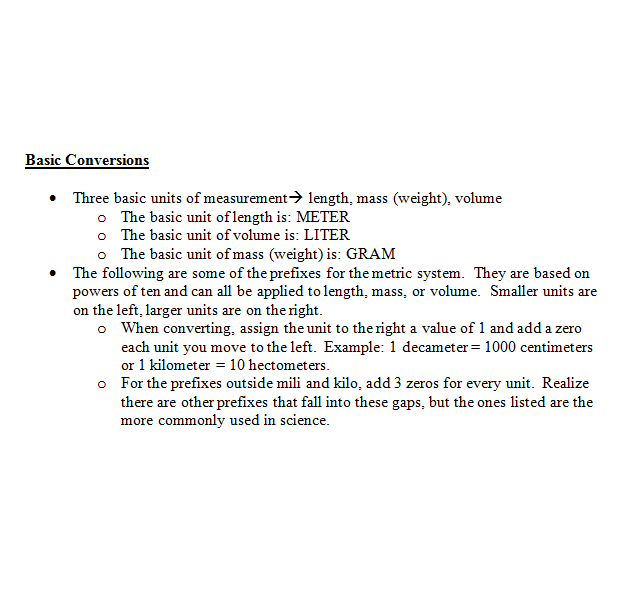 Basic Conversions
• Three basic units of measurement→ length, mass (weight), volume
o The basic unit of length is: METER
o The basic unit of volume is: LITER
o The basic unit of mass (weight) is: GRAM
• The following are some of the prefixes for the metric system. They are based on
powers of ten and can all be applied to length, mass, or volume. Smaller units are
on the left, larger units are on the right.
o When converting, assign the unit to the right a value of 1 and add a zero
each unit you move to the left. Example: 1 decameter = 1000 centimeters
or 1 kilometer = 10 hectometers.
o For the prefixes outside mili and kilo, add 3 zeros for every unit. Realize
there are other prefixes that fall into these gaps, but the ones listed are the
more commonly used in science.